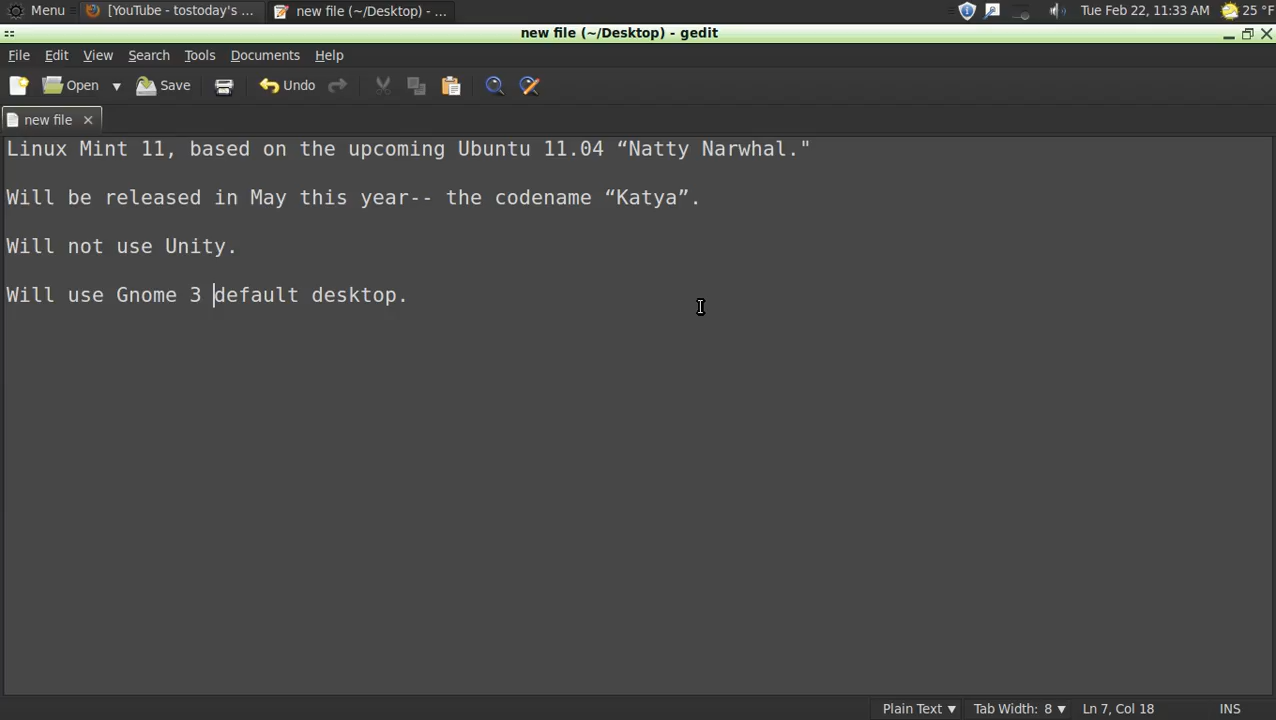 Menu [YouTube - tostoday's ... new file (~/Desktop) - ... Tue Feb 22, 11:33 AM 25 °F
new file (~/Desktop) - gedit
File Edit View Search Tools Documents Help
Open Save Undo
new file
Linux Mint 11, based on the upcoming Ubuntu 11.04 “Natty Narwhal."
Will be released in May this year-- the codename “Katya”.
Will not use Unity.
Will use Gnome 3 default desktop.
Plain Text Tab Width: 8 Ln 7, Col 18 INS